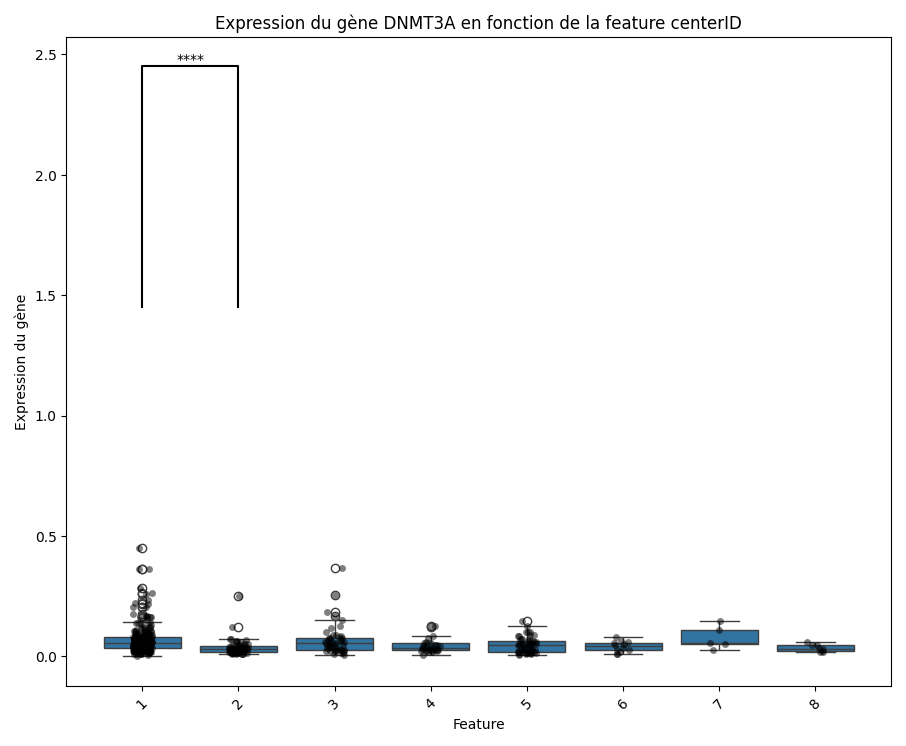 Expression du gène DNMT3A en fonction de la feature centerID
****
2.5
2.0
1.5
1.0
0.5
0.0
Expression du gène
1 2 3 4 5 6 7 8
Feature